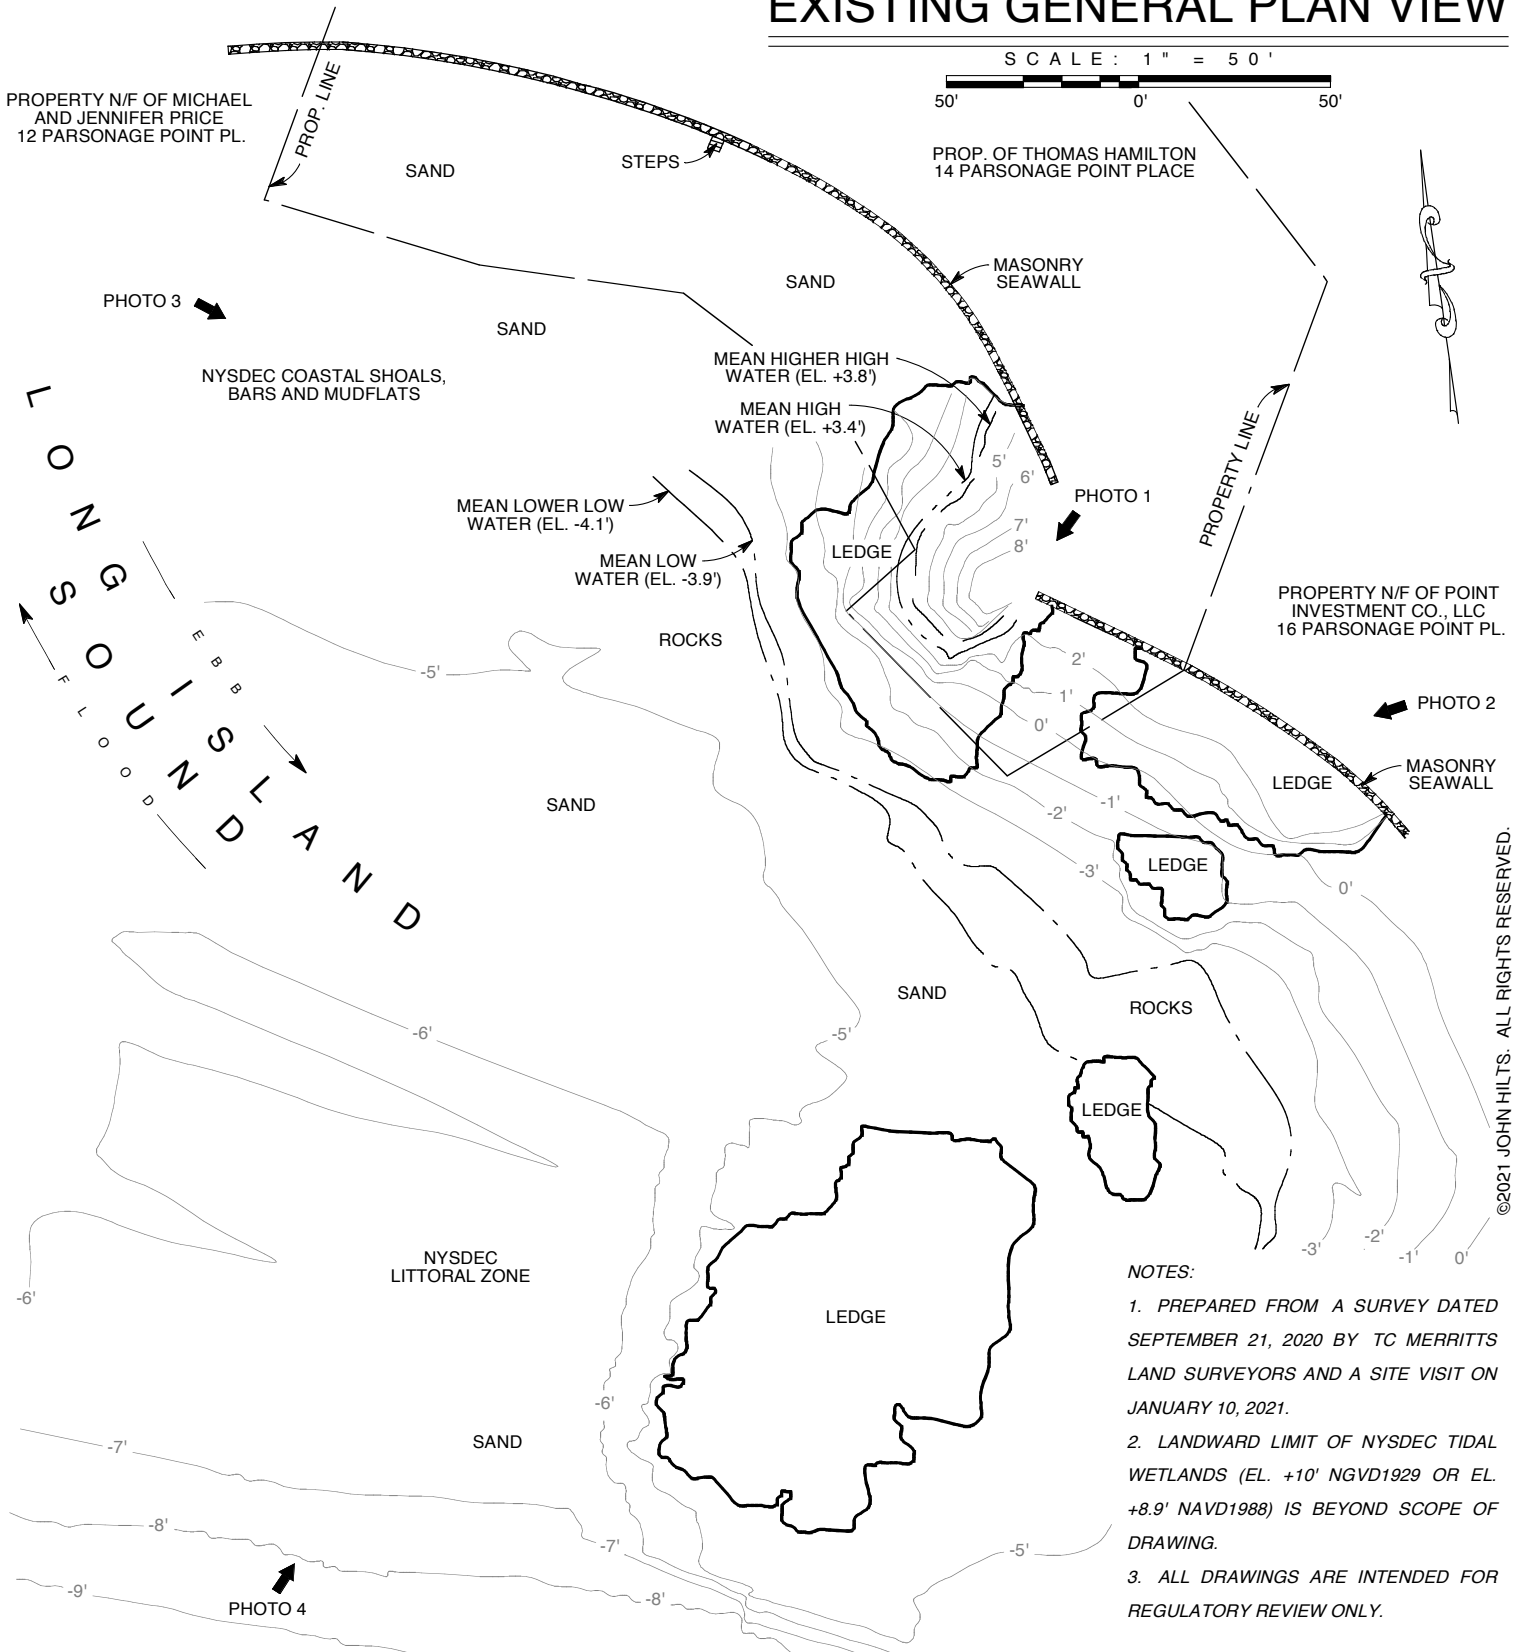 EXISTING GENERAL PLAN VIEW
SCALE: 1" = 50'
50' 0' 50'
PROPERTY N/F OF MICHAEL
AND JENNIFER PRICE
12 PARSONAGE POINT PL.
PROP. LINE
SAND
STEPS
PROP. OF THOMAS HAMILTON
14 PARSONAGE POINT PLACE
MASONRY
SEAWALL
SAND
PHOTO 3
SAND
NYSDEC COASTAL SHOALS,
BARS AND MUDFLATS
MEAN HIGHER HIGH
WATER (EL. +3.8')
MEAN HIGH
WATER (EL. +3.4')
5'
6'
7'
8'
PHOTO 1
PROPERTY LINE
MEAN LOWER LOW
WATER (EL. -4.1')
MEAN LOW
WATER (EL. -3.9')
LEDGE
LONG ISLAND
SOUND
EBB
FLOOD
ROCKS
-5'
PROPERTY N/F OF POINT
INVESTMENT CO., LLC
16 PARSONAGE POINT PL.
2'
1'
0'
PHOTO 2
MASONRY
SEAWALL
LEDGE
SAND
-1'
-2'
-3'
LEDGE
0'
SAND
ROCKS
-6'
-5'
LEDGE
-3'
-2'
-1'
0'
NYSDEC
LITTORAL ZONE
-6'
LEDGE
-6'
SAND
-7'
-8'
-7'
-5'
-9'
-8'
PHOTO 4
©2021 JOHN HILTS. ALL RIGHTS RESERVED.
NOTES:
1. PREPARED FROM A SURVEY DATED
SEPTEMBER 21, 2020 BY TC MERRITTS
LAND SURVEYORS AND A SITE VISIT ON
JANUARY 10, 2021.
2. LANDWARD LIMIT OF NYSDEC TIDAL
WETLANDS (EL. +10' NGVD1929 OR EL.
+8.9' NAVD1988) IS BEYOND SCOPE OF
DRAWING.
3. ALL DRAWINGS ARE INTENDED FOR
REGULATORY REVIEW ONLY.